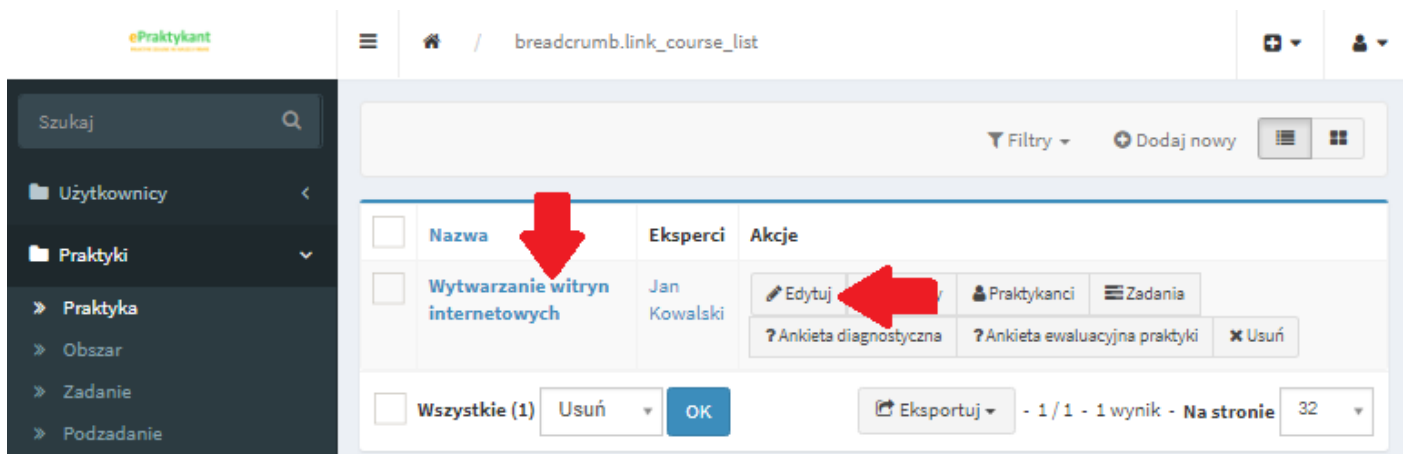 ePraktykant
/ breadcrumb.link_course_list
Szukaj
Filtry
Dodaj nowy
Użytkownicy
Praktyki
Praktyka
Obszar
Zadanie
Podzadanie
Nazwa Eksperci Akcje
Wytwarzanie witryn
internetowych
Jan
Kowalski
Edytuj
Praktykanci
Zadania
? Ankieta diagnostyczna
? Ankieta ewaluacyjna praktyki
Usuń
Wszystkie (1) Usuń OK
Eksportuj - 1 / 1 - 1 wynik - Na stronie 32